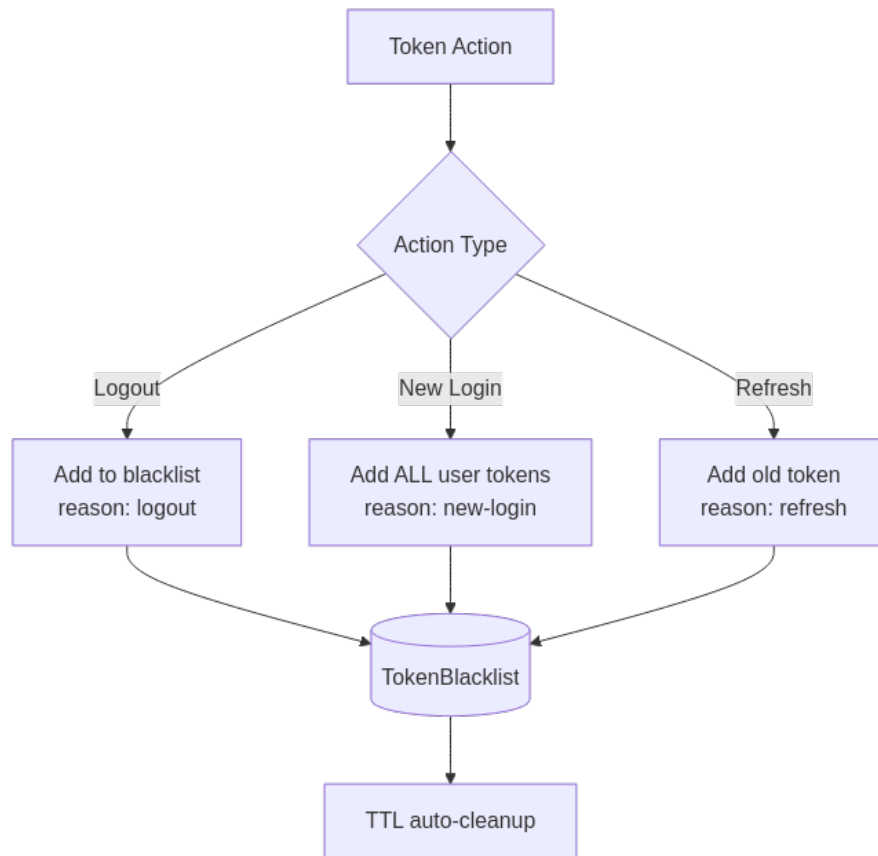 Token Action
Action Type
Logout
New Login
Refresh
Add to blacklist
reason: logout
Add ALL user tokens
reason: new-login
Add old token
reason: refresh
TokenBlacklist
TTL auto-cleanup